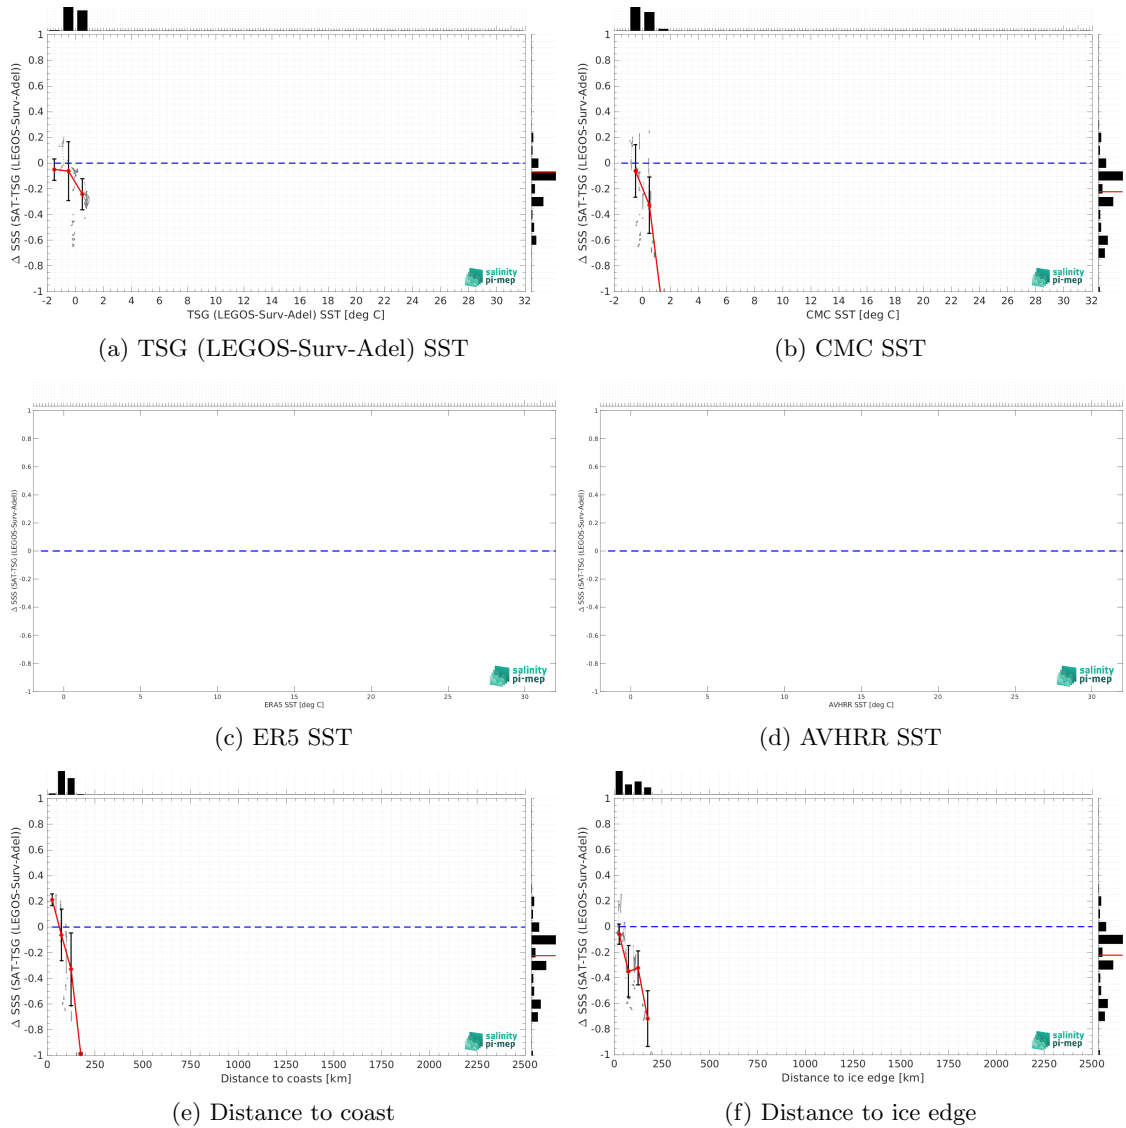 1
0.8
0.6
0.4
0.2
0
-0.2
-0.4
-0.6
-0.8
-1
Δ SSS (SAT-TSG (LEGOS-Surv-Adel))
-2 0 2 4 6 8 10 12 14 16 18 20 22 24 26 28 30 32
TSG (LEGOS-Surv-Adel) SST [deg C]
salinity
pi-mep
(a) TSG (LEGOS-Surv-Adel) SST
1
0.8
0.6
0.4
0.2
0
-0.2
-0.4
-0.6
-0.8
-1
Δ SSS (SAT-TSG (LEGOS-Surv-Adel))
-2 0 2 4 6 8 10 12 14 16 18 20 22 24 26 28 30 32
CMC SST [deg C]
salinity
pi-mep
(b) CMC SST
1
0.8
0.6
0.4
0.2
0
-0.2
-0.4
-0.6
-0.8
-1
Δ SSS (SAT-TSG (LEGOS-Surv-Adel))
0 5 10 15 20 25 30
ERA5 SST [deg C]
salinity
pi-mep
(c) ER5 SST
1
0.8
0.6
0.4
0.2
0
-0.2
-0.4
-0.6
-0.8
-1
Δ SSS (SAT-TSG (LEGOS-Surv-Adel))
0 5 10 15 20 25 30
AVHRR SST [deg C]
salinity
pi-mep
(d) AVHRR SST
1
0.8
0.6
0.4
0.2
0
-0.2
-0.4
-0.6
-0.8
-1
Δ SSS (SAT-TSG (LEGOS-Surv-Adel))
0 250 500 750 1000 1250 1500 1750 2000 2250 2500
Distance to coasts [km]
salinity
pi-mep
(e) Distance to coast
1
0.8
0.6
0.4
0.2
0
-0.2
-0.4
-0.6
-0.8
-1
Δ SSS (SAT-TSG (LEGOS-Surv-Adel))
0 250 500 750 1000 1250 1500 1750 2000 2250 2500
Distance to ice edge [km]
salinity
pi-mep
(f) Distance to ice edge